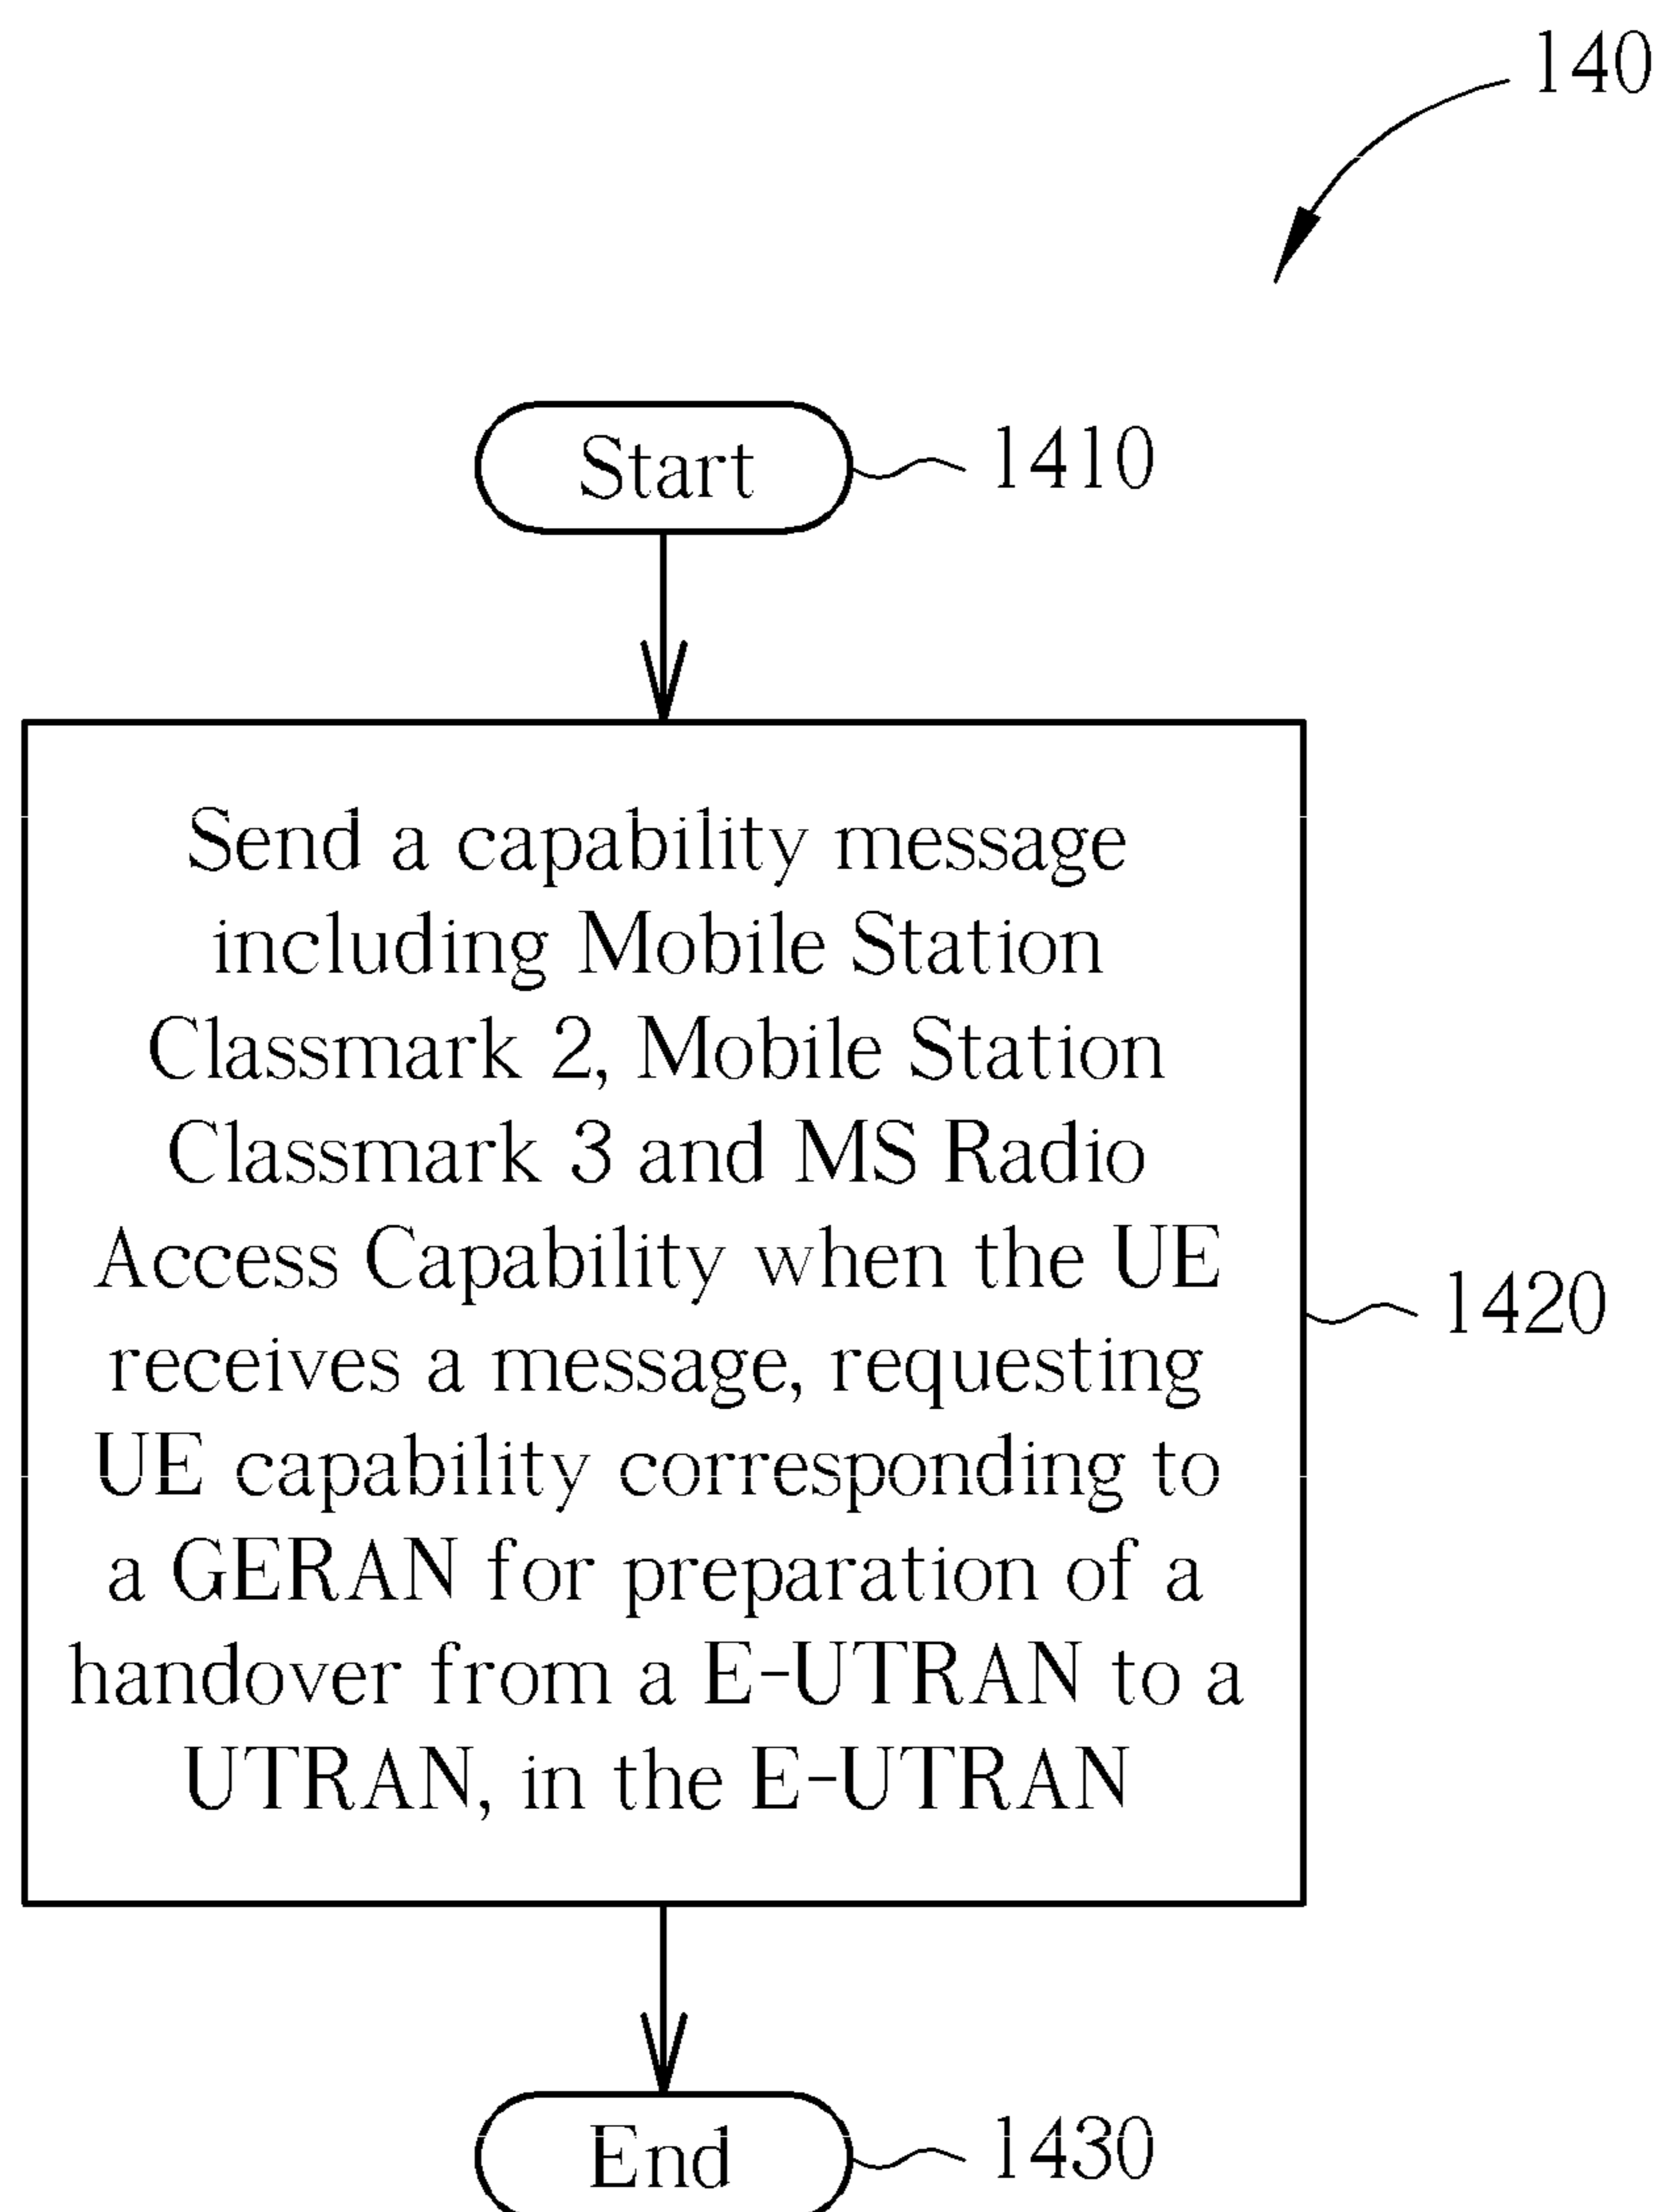 140
Start
1410
Send a capability message
including Mobile Station
Classmark 2, Mobile Station
Classmark 3 and MS Radio
Access Capability when the UE
receives a message, requesting
UE capability corresponding to
a GERAN for preparation of a
handover from a E-UTRAN to a
UTRAN, in the E-UTRAN
1420
End
1430